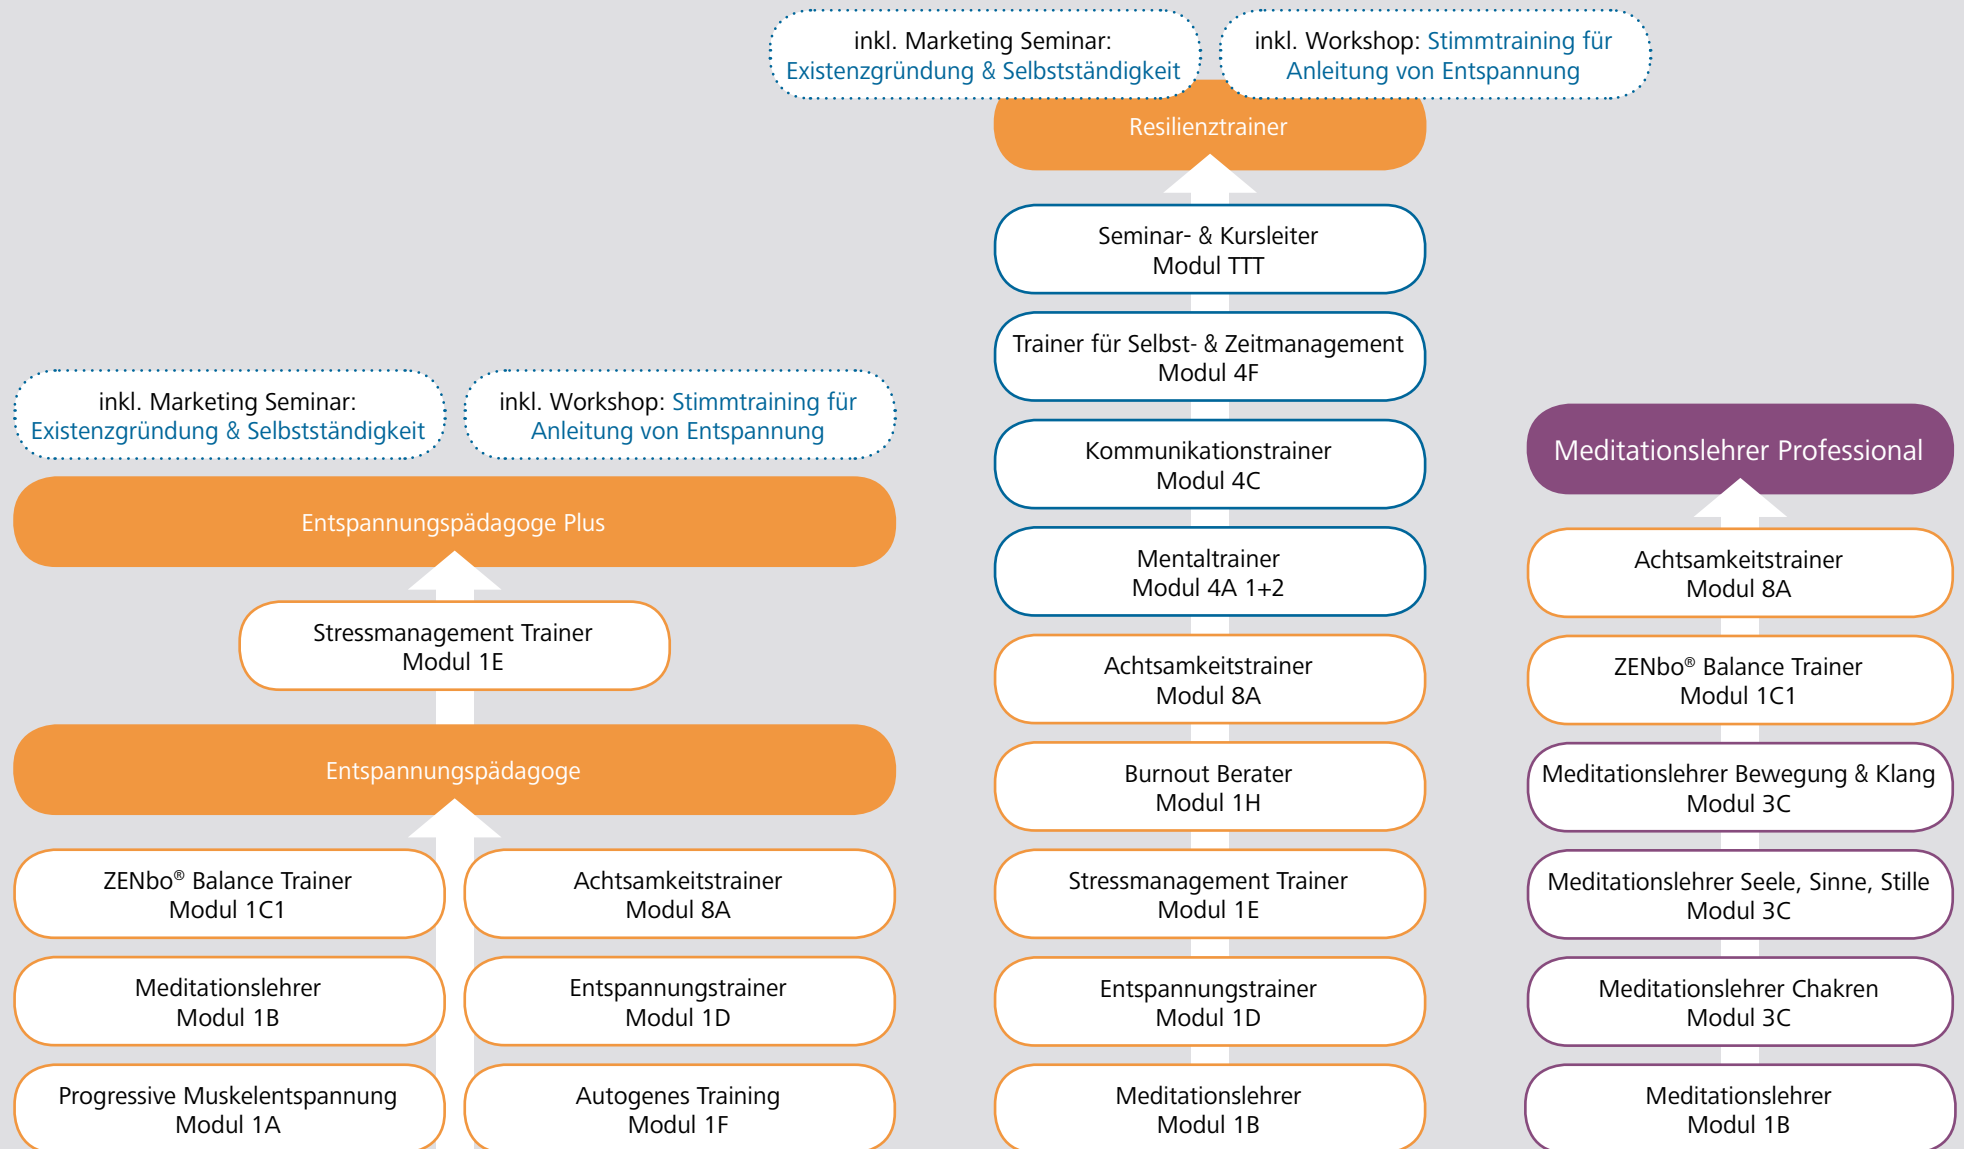 inkl. Marketing Seminar:
Existenzgründung & Selbstständigkeit
inkl. Workshop: Stimmtraining für
Anleitung von Entspannung
Entspannungspädagoge Plus
Stressmanagement Trainer
Modul 1E
Entspannungspädagoge
ZENbo® Balance Trainer
Modul 1C1
Achtsamkeitstrainer
Modul 8A
Meditationslehrer
Modul 1B
Entspannungstrainer
Modul 1D
Progressive Muskelentspannung
Modul 1A
Autogenes Training
Modul 1F
inkl. Marketing Seminar:
Existenzgründung & Selbstständigkeit
inkl. Workshop: Stimmtraining für
Anleitung von Entspannung
Resilienztrainer
Seminar- & Kursleiter
Modul TTT
Trainer für Selbst- & Zeitmanagement
Modul 4F
Kommunikationstrainer
Modul 4C
Mentaltrainer
Modul 4A 1+2
Achtsamkeitstrainer
Modul 8A
Burnout Berater
Modul 1H
Stressmanagement Trainer
Modul 1E
Entspannungstrainer
Modul 1D
Meditationslehrer
Modul 1B
Meditationslehrer Professional
Achtsamkeitstrainer
Modul 8A
ZENbo® Balance Trainer
Modul 1C1
Meditationslehrer Bewegung & Klang
Modul 3C
Meditationslehrer Seele, Sinne, Stille
Modul 3C
Meditationslehrer Chakren
Modul 3C
Meditationslehrer
Modul 1B